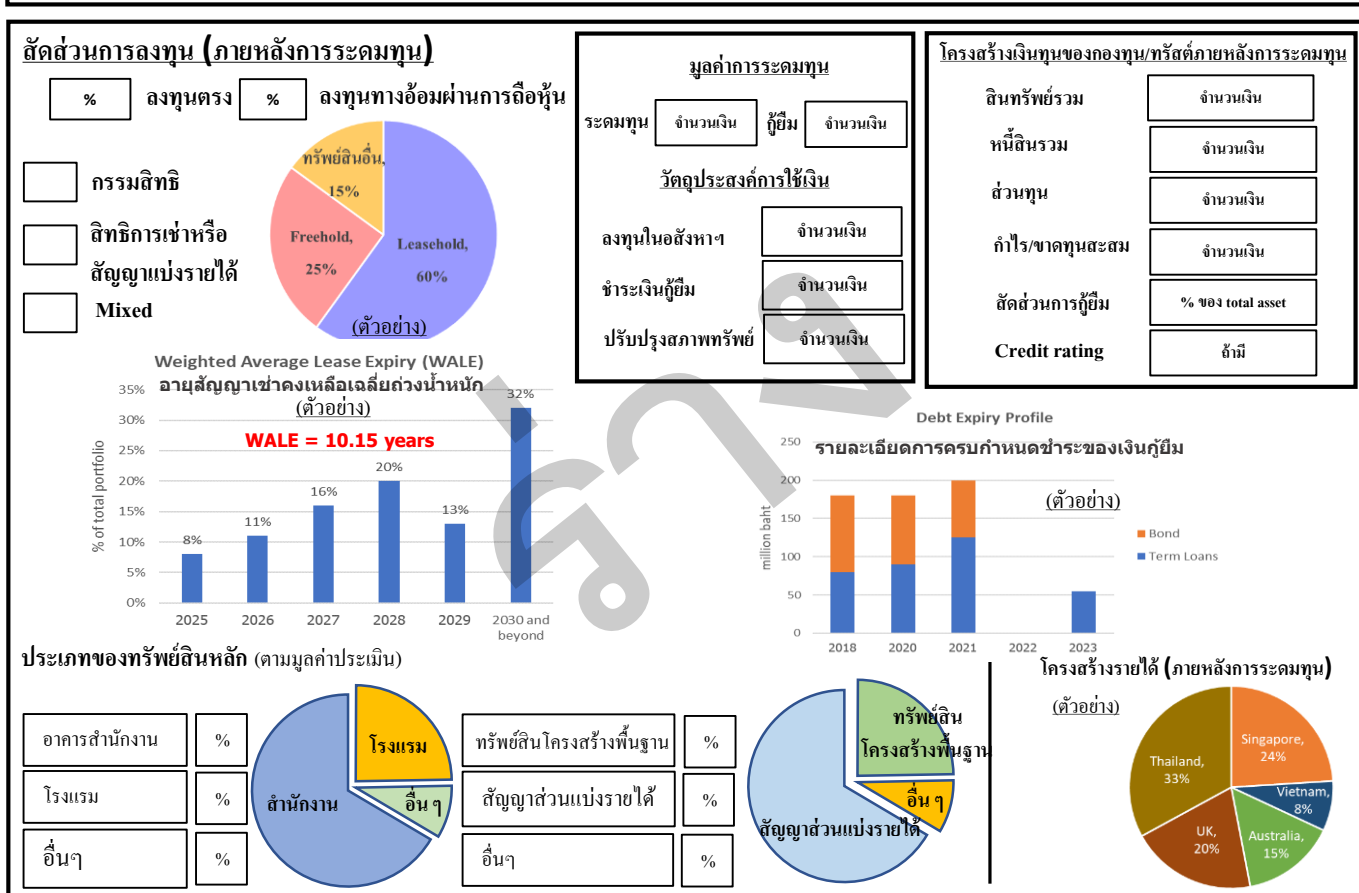 สัดส่วนการลงทุน (ภายหลังการระดมทุน)
% ลงทุนตรง % ลงทุนทางอ้อมผ่านการถือหุ้น
กรรมสิทธิ
สิทธิการเช่าหรือ
สัญญาแบ่งรายได้
Mixed
ทรัพย์สินอื่น,
15%
Freehold,
25%
Leasehold,
60%
(ตัวอย่าง)
มูลค่าการระดมทุน
ระดมทุน จำนวนเงิน กู้ยืม จำนวนเงิน
วัตถุประสงค์การใช้เงิน
ลงทุนในอสังหาฯ จำนวนเงิน
ชำระเงินกู้ยืม จำนวนเงิน
ปรับปรุงสภาพทรัพย์ จำนวนเงิน
โครงสร้างเงินทุนของกองทุน/ทรัสต์ภายหลังการระดมทุน
สินทรัพย์รวม จำนวนเงิน
หนี้สินรวม จำนวนเงิน
ส่วนทุน จำนวนเงิน
กำไร/ขาดทุนสะสม จำนวนเงิน
สัดส่วนการกู้ยืม % ของ total asset
Credit rating ถ้ามี
Weighted Average Lease Expiry (WALE)
อายุสัญญาเช่าคงเหลือเฉลี่ยถ่วงน้ำหนัก
(ตัวอย่าง)
WALE = 10.15 years
% of total portfolio
35%
30%
25%
20%
15%
10%
5%
0%
8%
11%
16%
20%
13%
32%
2025 2026 2027 2028 2029 2030 and
beyond
ร่าง
Debt Expiry Profile
รายละเอียดการครบกำหนดชำระของเงินกู้ยืม
(ตัวอย่าง)
million baht
250
200
150
100
50
0
2018 2020 2021 2022 2023
Bond
Term Loans
ประเภทของทรัพย์สินหลัก (ตามมูลค่าประเมิน)
อาคารสำนักงาน %
โรงแรม %
อื่นๆ %
โรงแรม
สำนักงาน
อื่น ๆ
ทรัพย์สินโครงสร้างพื้นฐาน %
สัญญาส่วนแบ่งรายได้ %
อื่นๆ %
ทรัพย์สิน
โครงสร้างพื้นฐาน
อื่น ๆ
สัญญาส่วนแบ่งรายได้
โครงสร้างรายได้ (ภายหลังการระดมทุน)
(ตัวอย่าง)
Singapore,
24%
Vietnam,
8%
Australia,
15%
UK,
20%
Thailand,
33%